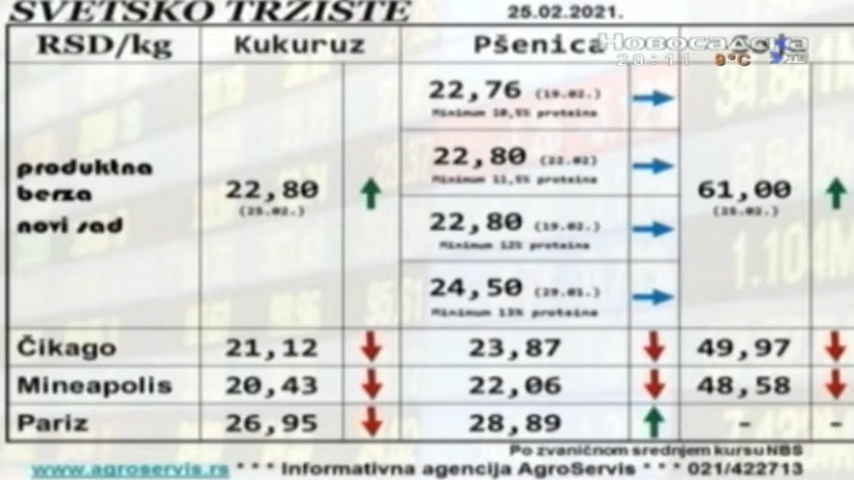 SVETSKO TRŽIŠTE 25.02.2021.
RSD/kg Kukuruz Pšenica
20:11 9°C
22,76 (19.02.)
Minimum 10,5% proteina
produktna berza novi sad 22,80 (25.02.)
22,80 (22.02)
Minimum 11,5% proteina
61,00 (25.02.)
22,80 (19.02.)
Minimum 12% proteina
24,50 (29.01.)
Minimum 13% proteina
Čikago 21,12 23,87 49,97
Mineapolis 20,43 22,06 48,58
Pariz 26,95 28,89 - -
Po zvaničnom srednjem kursu NBS
www.agroservis.rs * * * Informativna agencija AgroServis * * * 021/422713